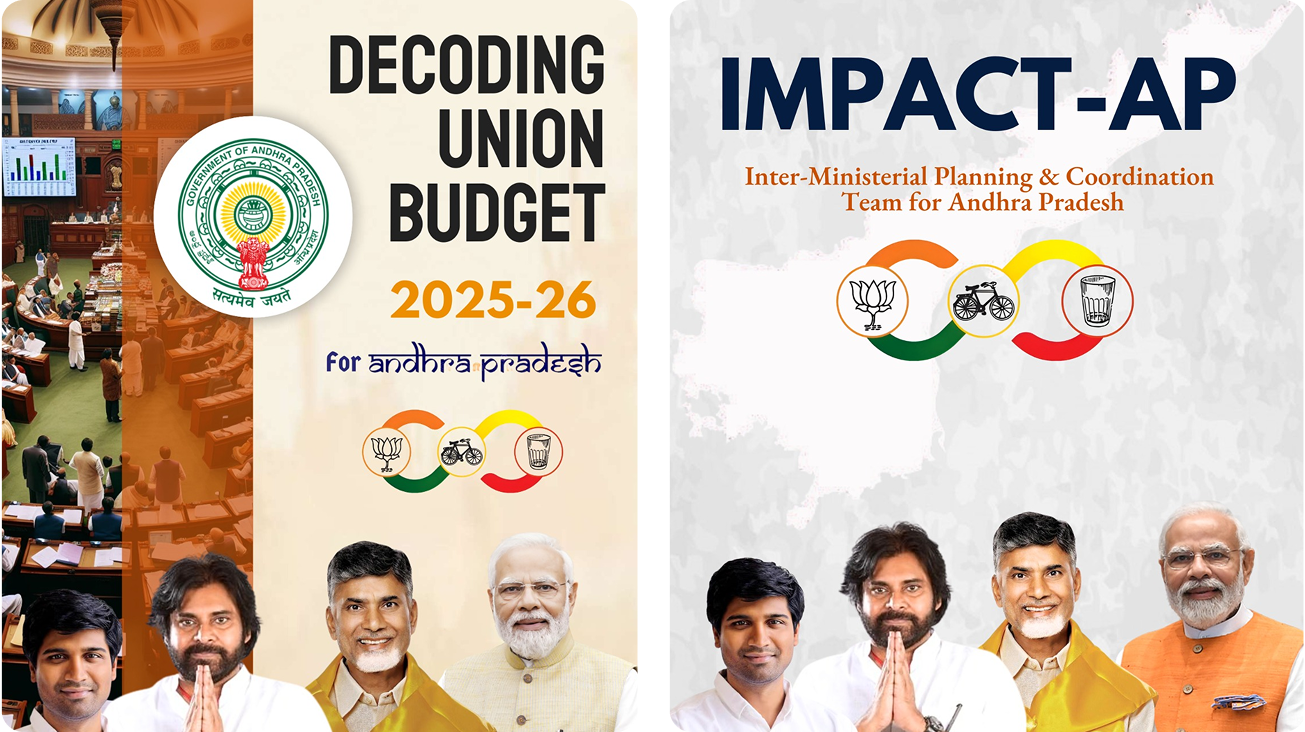 DECODING
UNION
BUDGET
2025-26
For andhra pradesh
GOVERNMENT OF ANDHRA PRADESH
सत्यमेव जयते
IMPACT-AP
Inter-Ministerial Planning & Coordination
Team for Andhra Pradesh